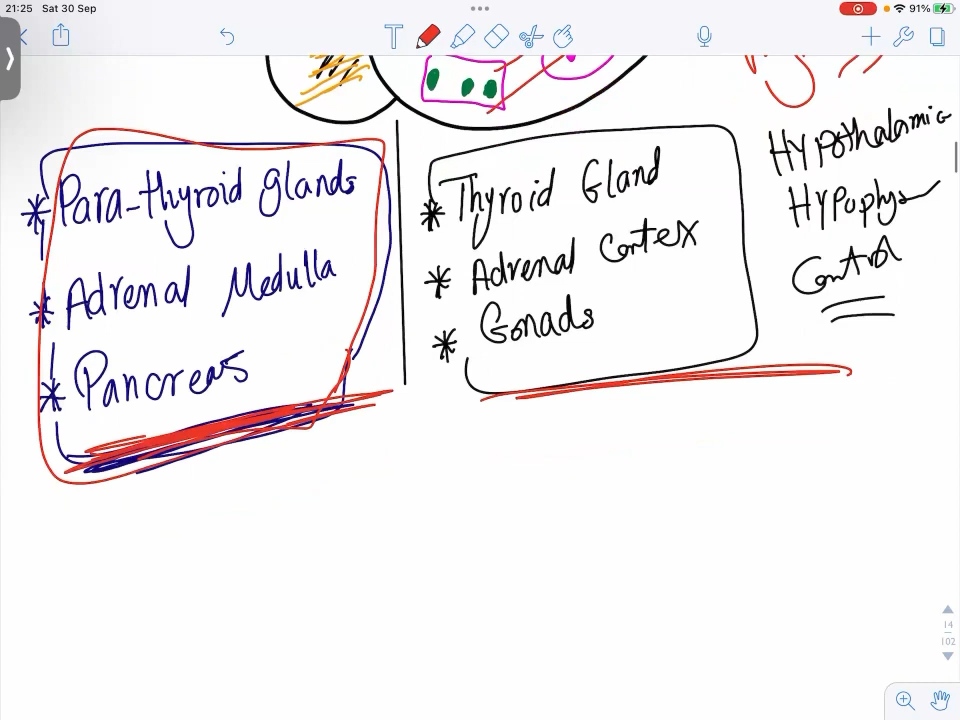 21:25 Sat 30 Sep
91%
* Para-thyroid glands
* Adrenal Medulla
* Pancreas
* Thyroid Gland
* Adrenal Cortex
* Gonads
Hypothalamic
Control
14
102